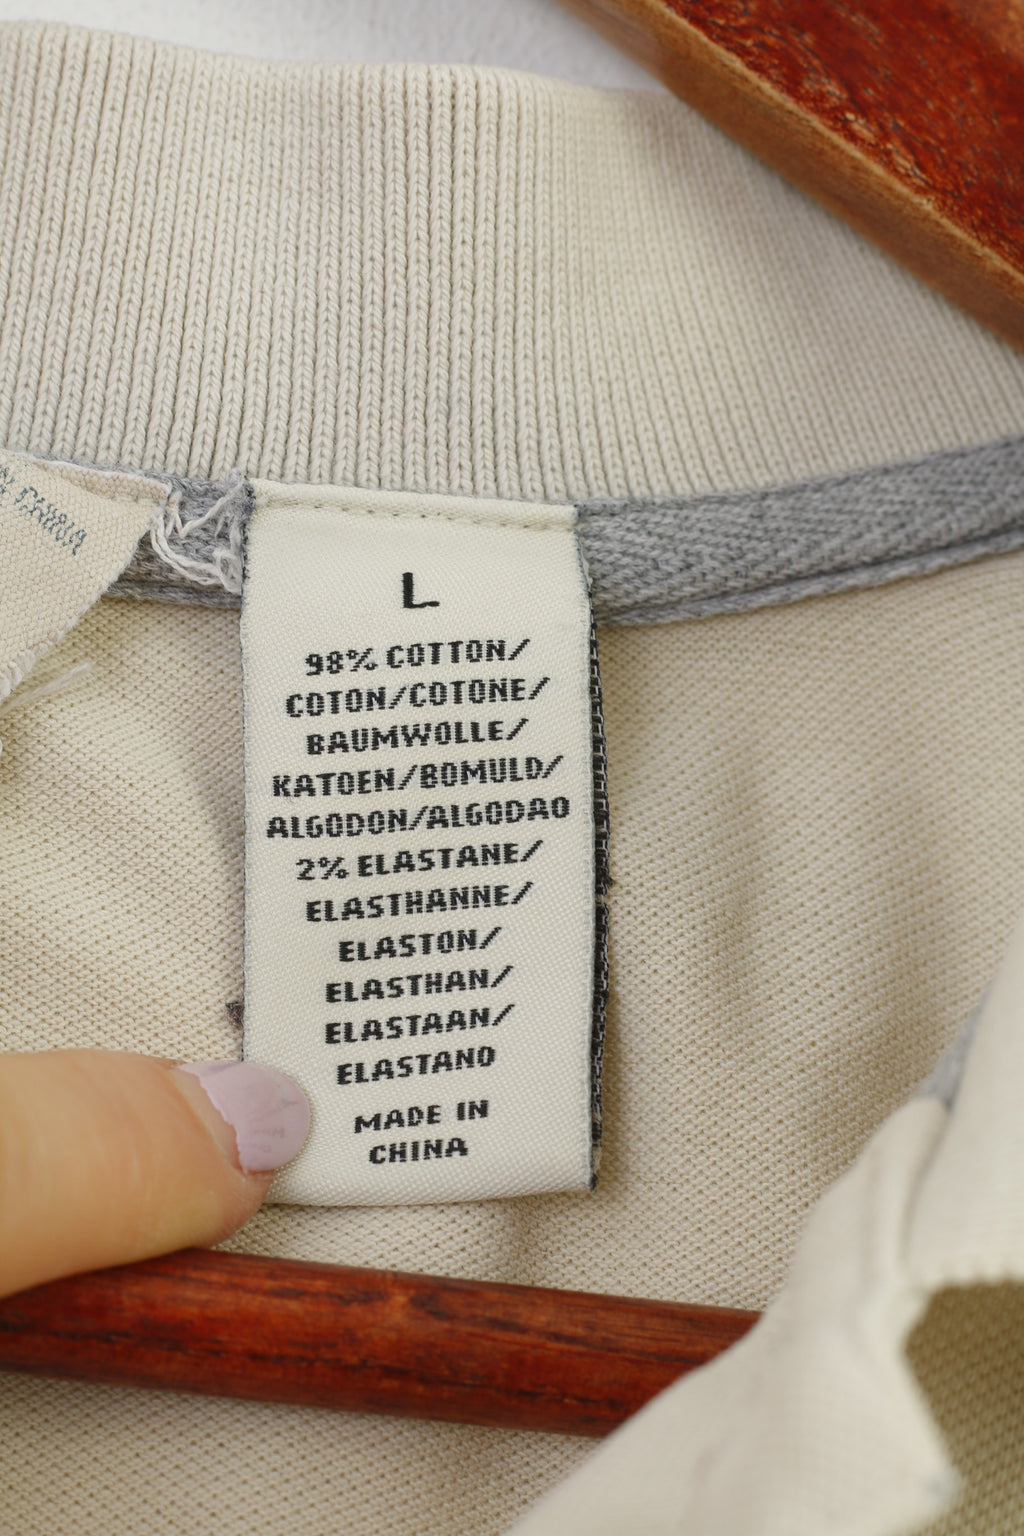 L
98% COTTON/
COTON/COTONE/
BAUMWOLLE/
KATOEN/BOMULD/
ALGODON/ALGODAO
2% ELASTANE/
ELASTHANNE/
ELASTON/
ELASTHAN/
ELASTAAN/
ELASTANO
MADE IN
CHINA